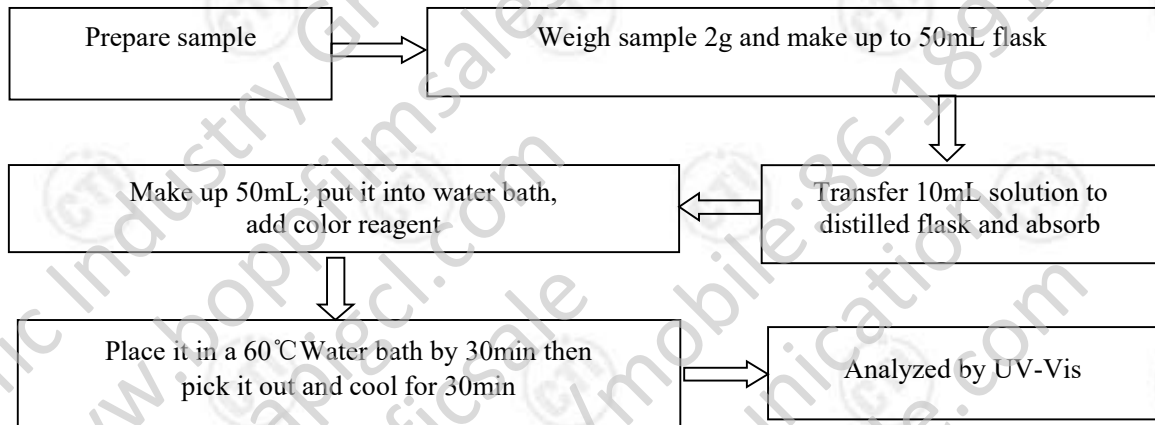 Prepare sample
Weigh sample 2g and make up to 50mL flask
Transfer 10mL solution to
distilled flask and absorb
Make up 50mL; put it into water bath,
add color reagent
Place it in a 60℃Water bath by 30min then
pick it out and cool for 30min
Analyzed by UV-Vis